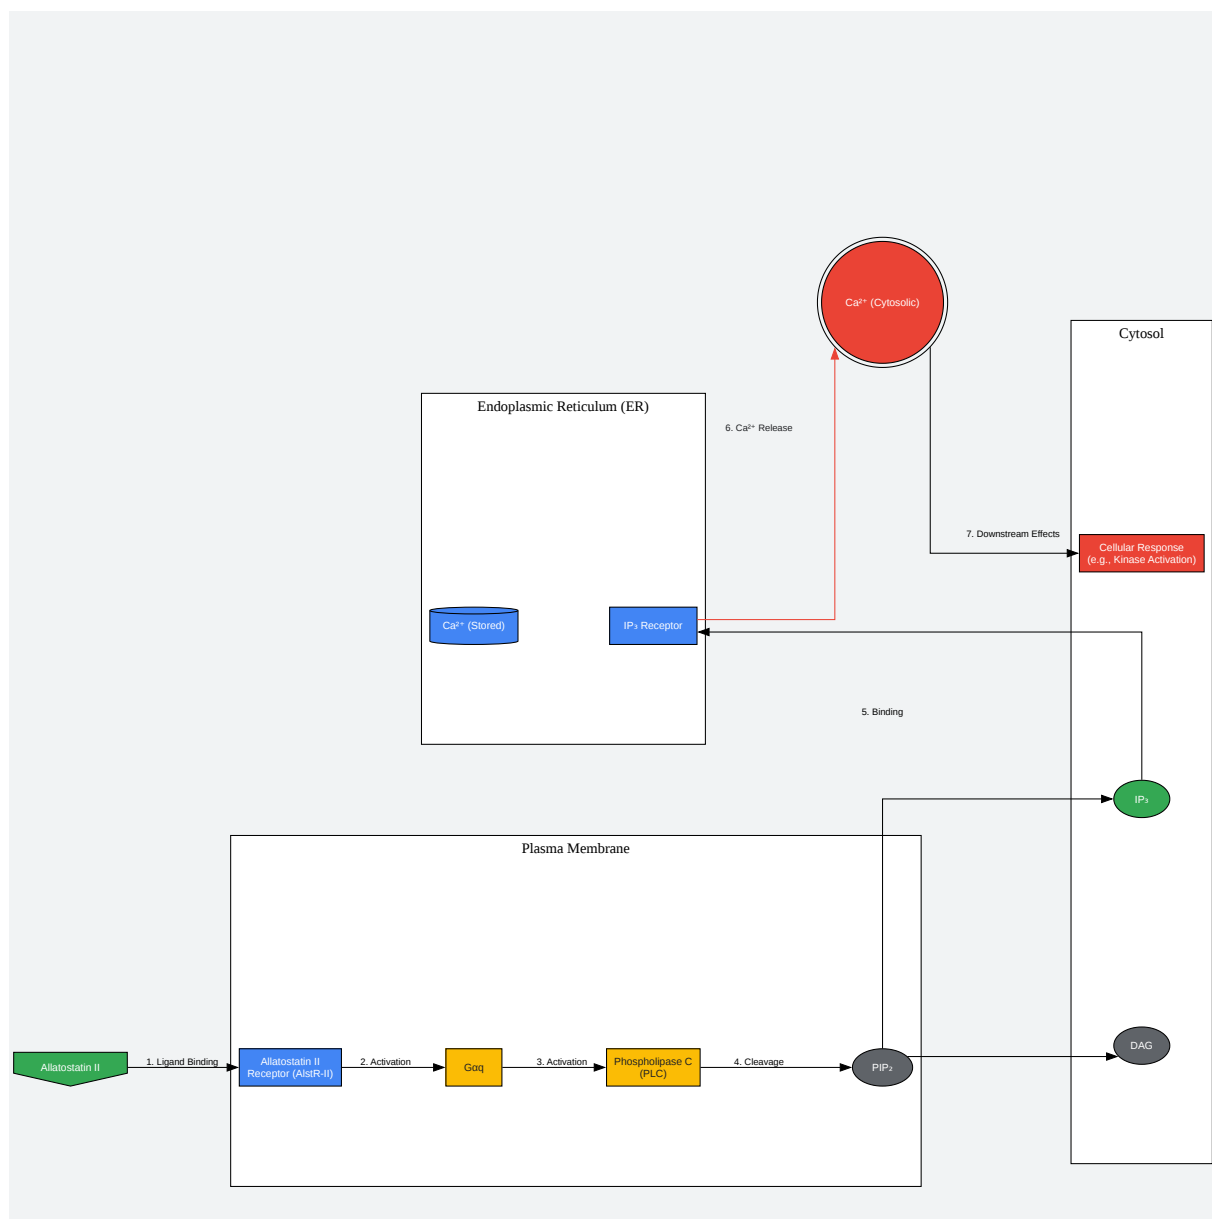 Ca²⁺ (Cytosolic)
Cytosol
Endoplasmic Reticulum (ER)
6. Ca²⁺ Release
7. Downstream Effects
Cellular Response
(e.g., Kinase Activation)
Ca²⁺ (Stored)
IP₃ Receptor
5. Binding
IP₃
Plasma Membrane
DAG
Allatostatin II
1. Ligand Binding
Allatostatin II
Receptor (AlstR-II)
2. Activation
Gαq
3. Activation
Phospholipase C
(PLC)
4. Cleavage
PIP₂